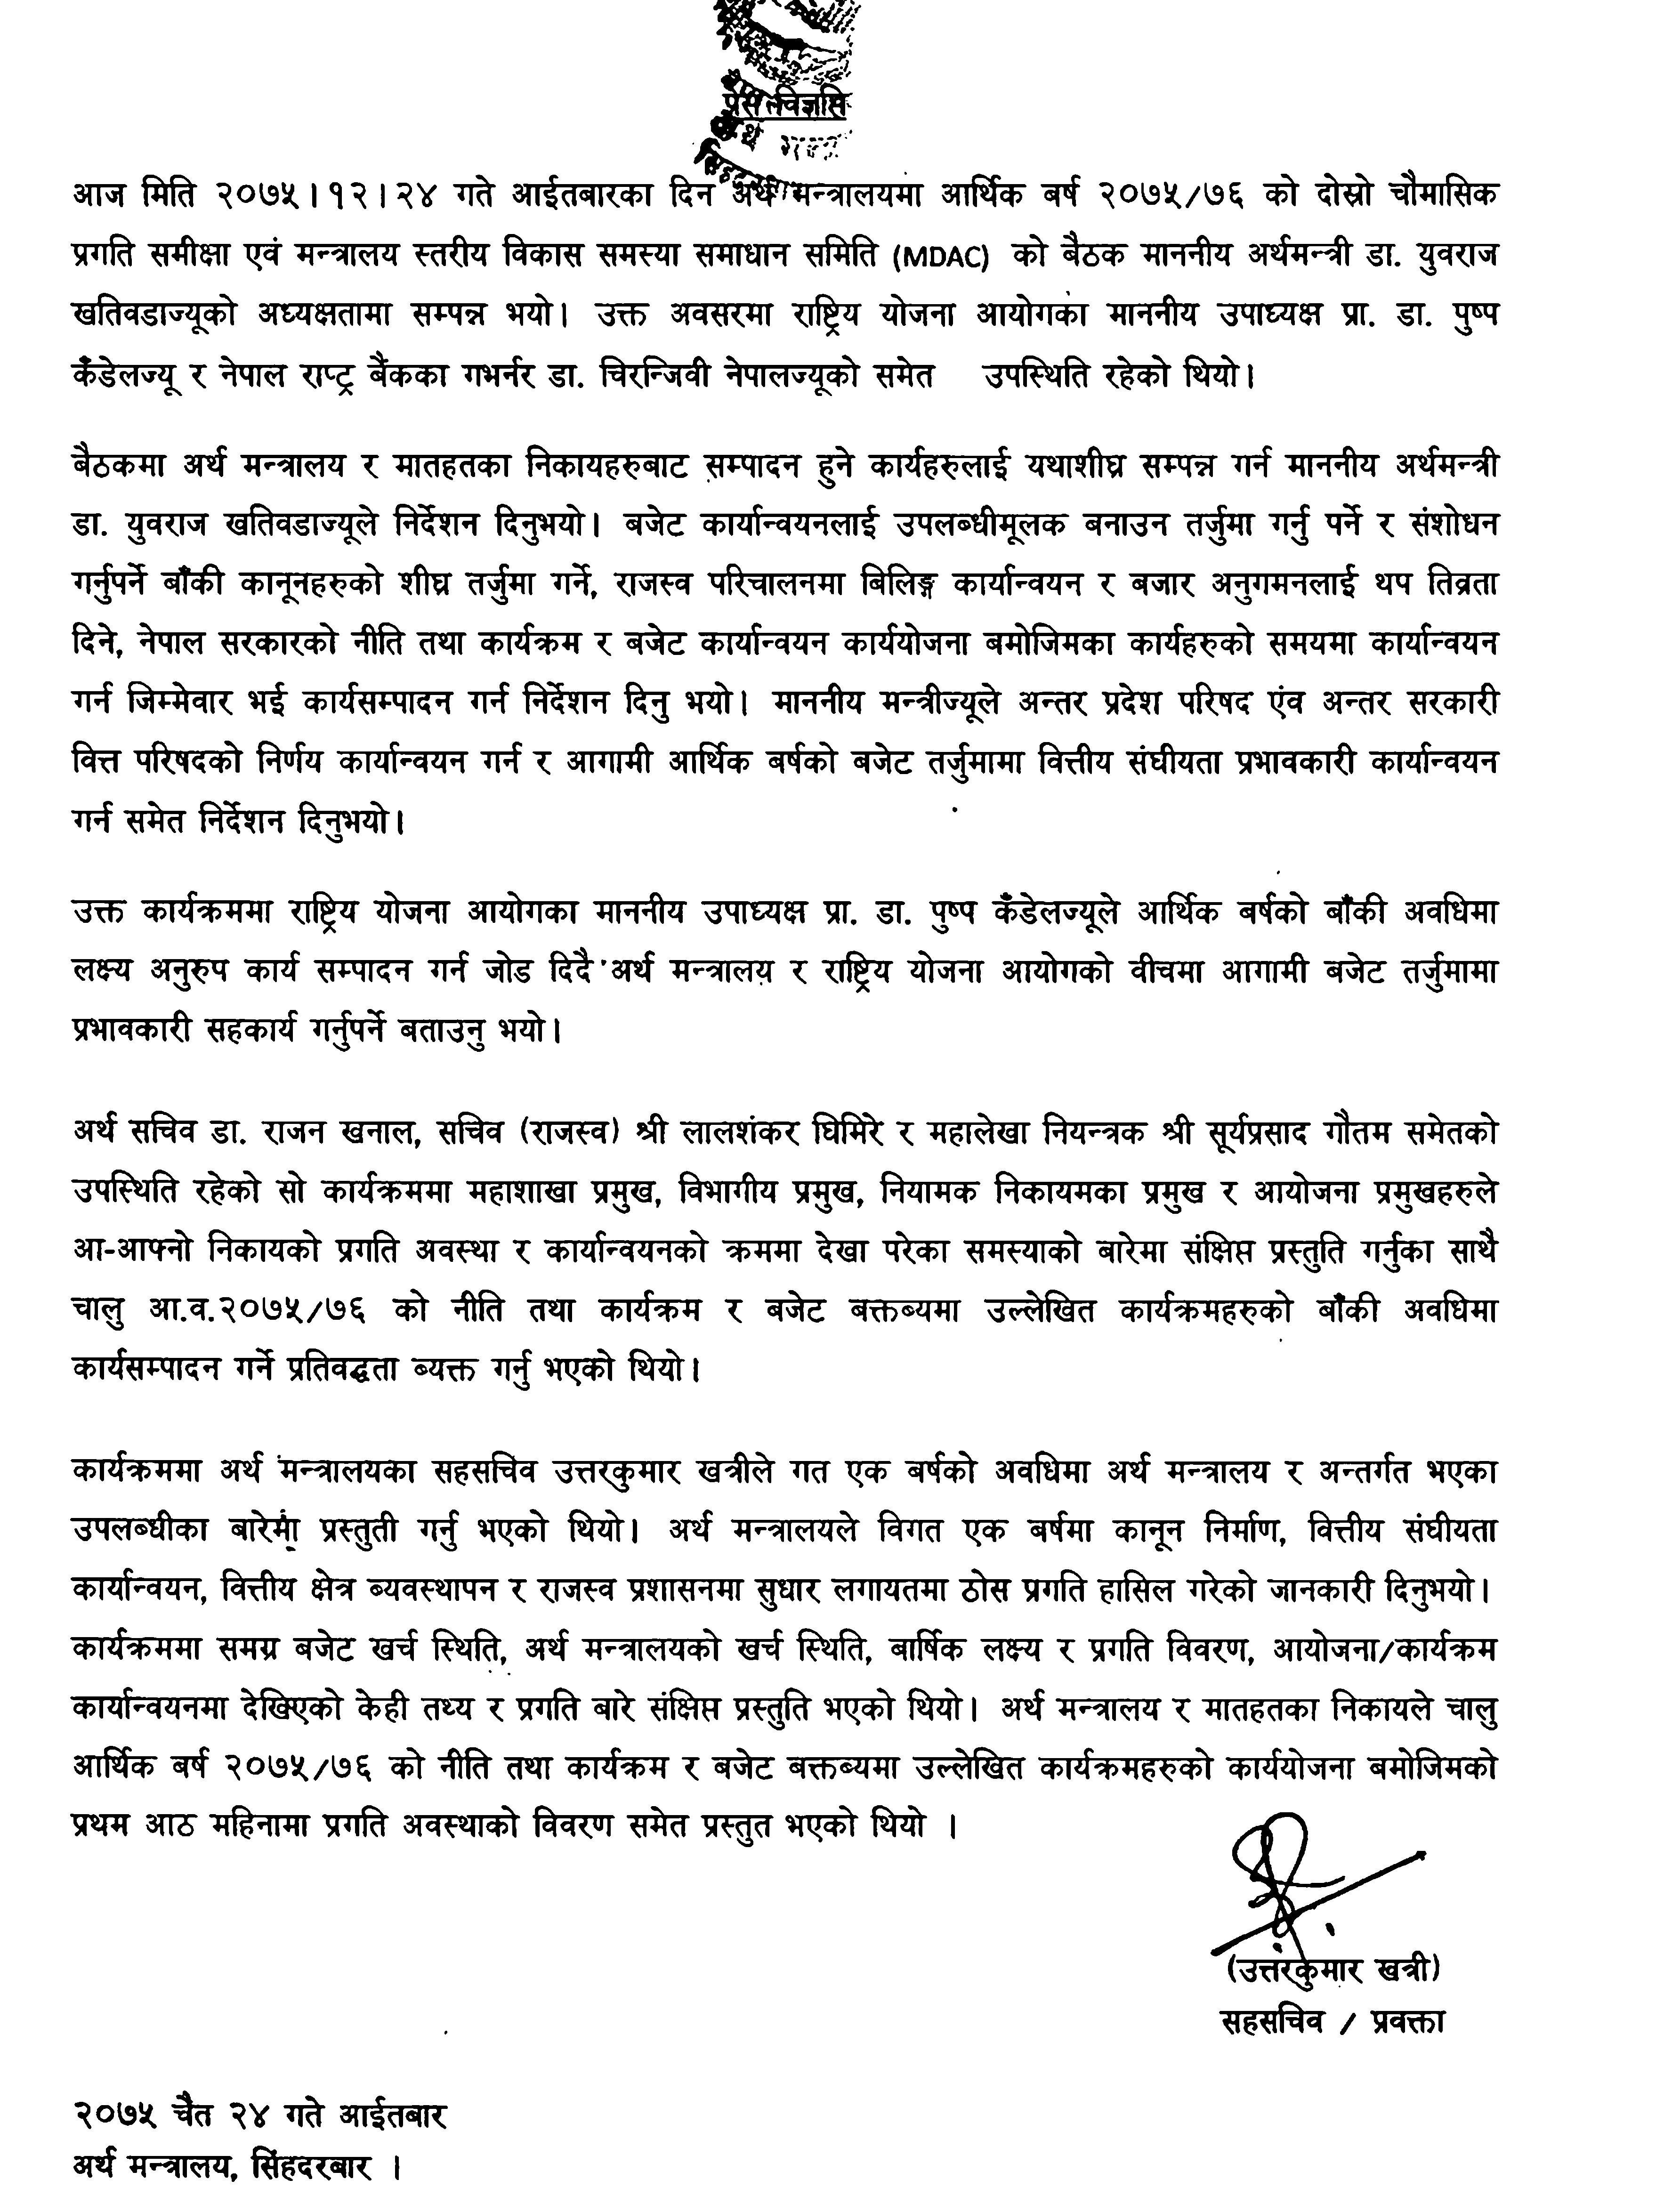 प्रेस विज्ञप्ति
आज मिति २०७५।१२।२४ गते आईतबारका दिन अर्थ मन्त्रालयमा आर्थिक बर्ष २०७५/७६ को दोस्रो चौमासिक
प्रगति समीक्षा एवं मन्त्रालय स्तरीय विकास समस्या समाधान समिति (MDAC) को बैठक माननीय अर्थमन्त्री डा. युवराज
खतिवडाज्यूको अध्यक्षतामा सम्पन्न भयो। उक्त अवसरमा राष्ट्रिय योजना आयोगका माननीय उपाध्यक्ष प्रा. डा. पुष्प
कँडेलज्यू र नेपाल राष्ट्र बैंकका गभर्नर डा. चिरन्जिवी नेपालज्यूको समेत उपस्थिति रहेको थियो।
बैठकमा अर्थ मन्त्रालय र मातहतका निकायहरुबाट सम्पादन हुने कार्यहरुलाई यथाशीघ्र सम्पन्न गर्न माननीय अर्थमन्त्री
डा. युवराज खतिवडाज्यूले निर्देशन दिनुभयो। बजेट कार्यान्वयनलाई उपलब्धीमूलक बनाउन तर्जुमा गर्नु पर्ने र संशोधन
गर्नुपर्ने बाँकी कानूनहरुको शीघ्र तर्जुमा गर्ने, राजस्व परिचालनमा बिलिङ्ग कार्यान्वयन र बजार अनुगमनलाई थप तिव्रता
दिने, नेपाल सरकारको नीति तथा कार्यक्रम र बजेट कार्यान्वयन कार्ययोजना बमोजिमका कार्यहरुको समयमा कार्यान्वयन
गर्न जिम्मेवार भई कार्यसम्पादन गर्न निर्देशन दिनु भयो। माननीय मन्त्रीज्यूले अन्तर प्रदेश परिषद एंव अन्तर सरकारी
वित्त परिषदको निर्णय कार्यान्वयन गर्न र आगामी आर्थिक बर्षको बजेट तर्जुमामा वित्तीय संघीयता प्रभावकारी कार्यान्वयन
गर्न समेत निर्देशन दिनुभयो।
उक्त कार्यक्रममा राष्ट्रिय योजना आयोगका माननीय उपाध्यक्ष प्रा. डा. पुष्प कँडेलज्यूले आर्थिक बर्षको बाँकी अवधिमा
लक्ष्य अनुरुप कार्य सम्पादन गर्न जोड दिदै अर्थ मन्त्रालय र राष्ट्रिय योजना आयोगको वीचमा आगामी बजेट तर्जुमामा
प्रभावकारी सहकार्य गर्नुपर्ने बताउनु भयो।
अर्थ सचिव डा. राजन खनाल, सचिव (राजस्व) श्री लालशंकर घिमिरे र महालेखा नियन्त्रक श्री सूर्यप्रसाद गौतम समेतको
उपस्थिति रहेको सो कार्यक्रममा महाशाखा प्रमुख, विभागीय प्रमुख, नियामक निकायमका प्रमुख र आयोजना प्रमुखहरुले
आ-आफ्नो निकायको प्रगति अवस्था र कार्यान्वयनको क्रममा देखा परेका समस्याको बारेमा संक्षिप्त प्रस्तुति गर्नुका साथै
चालु आ.व.२०७५/७६ को नीति तथा कार्यक्रम र बजेट बक्तब्यमा उल्लेखित कार्यक्रमहरुको बाँकी अवधिमा
कार्यसम्पादन गर्ने प्रतिवद्धता ब्यक्त गर्नु भएको थियो।
कार्यक्रममा अर्थ मन्त्रालयका सहसचिव उत्तरकुमार खत्रीले गत एक बर्षको अवधिमा अर्थ मन्त्रालय र अन्तर्गत भएका
उपलब्धीका बारेमा प्रस्तुती गर्नु भएको थियो। अर्थ मन्त्रालयले विगत एक बर्षमा कानून निर्माण, वित्तीय संघीयता
कार्यान्वयन, वित्तीय क्षेत्र ब्यवस्थापन र राजस्व प्रशासनमा सुधार लगायतमा ठोस प्रगति हासिल गरेको जानकारी दिनुभयो।
कार्यक्रममा समग्र बजेट खर्च स्थिति, अर्थ मन्त्रालयको खर्च स्थिति, बार्षिक लक्ष्य र प्रगति विवरण, आयोजना/कार्यक्रम
कार्यान्वयनमा देखिएको केही तथ्य र प्रगति बारे संक्षिप्त प्रस्तुति भएको थियो। अर्थ मन्त्रालय र मातहतका निकायले चालु
आर्थिक बर्ष २०७५/७६ को नीति तथा कार्यक्रम र बजेट बक्तब्यमा उल्लेखित कार्यक्रमहरुको कार्ययोजना बमोजिमको
प्रथम आठ महिनामा प्रगति अवस्थाको विवरण समेत प्रस्तुत भएको थियो ।
(उत्तरकुमार खत्री)
सहसचिव / प्रवक्ता
२०७५ चैत २४ गते आईतबार
अर्थ मन्त्रालय, सिंहदरबार ।